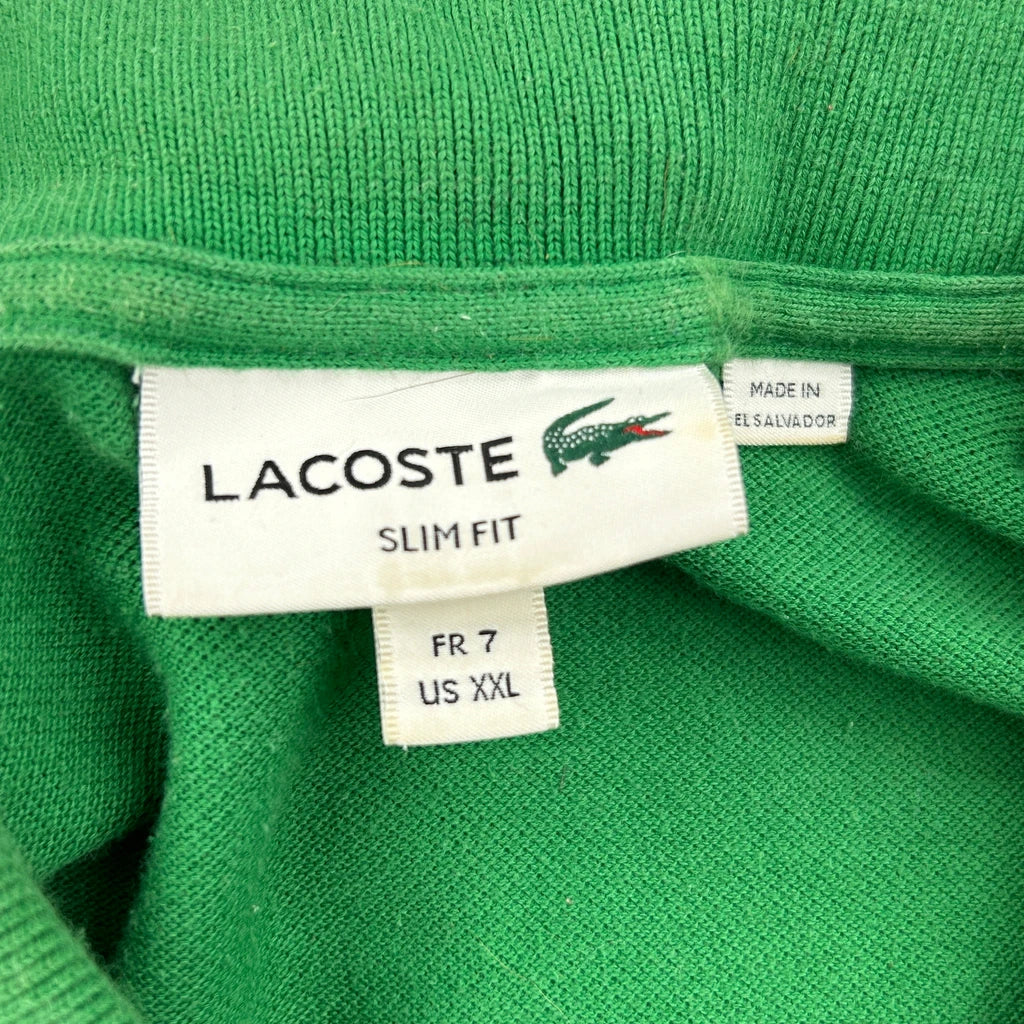 LACOSTE
SLIM FIT
FR 7
US XXL
MADE IN
EL SALVADOR